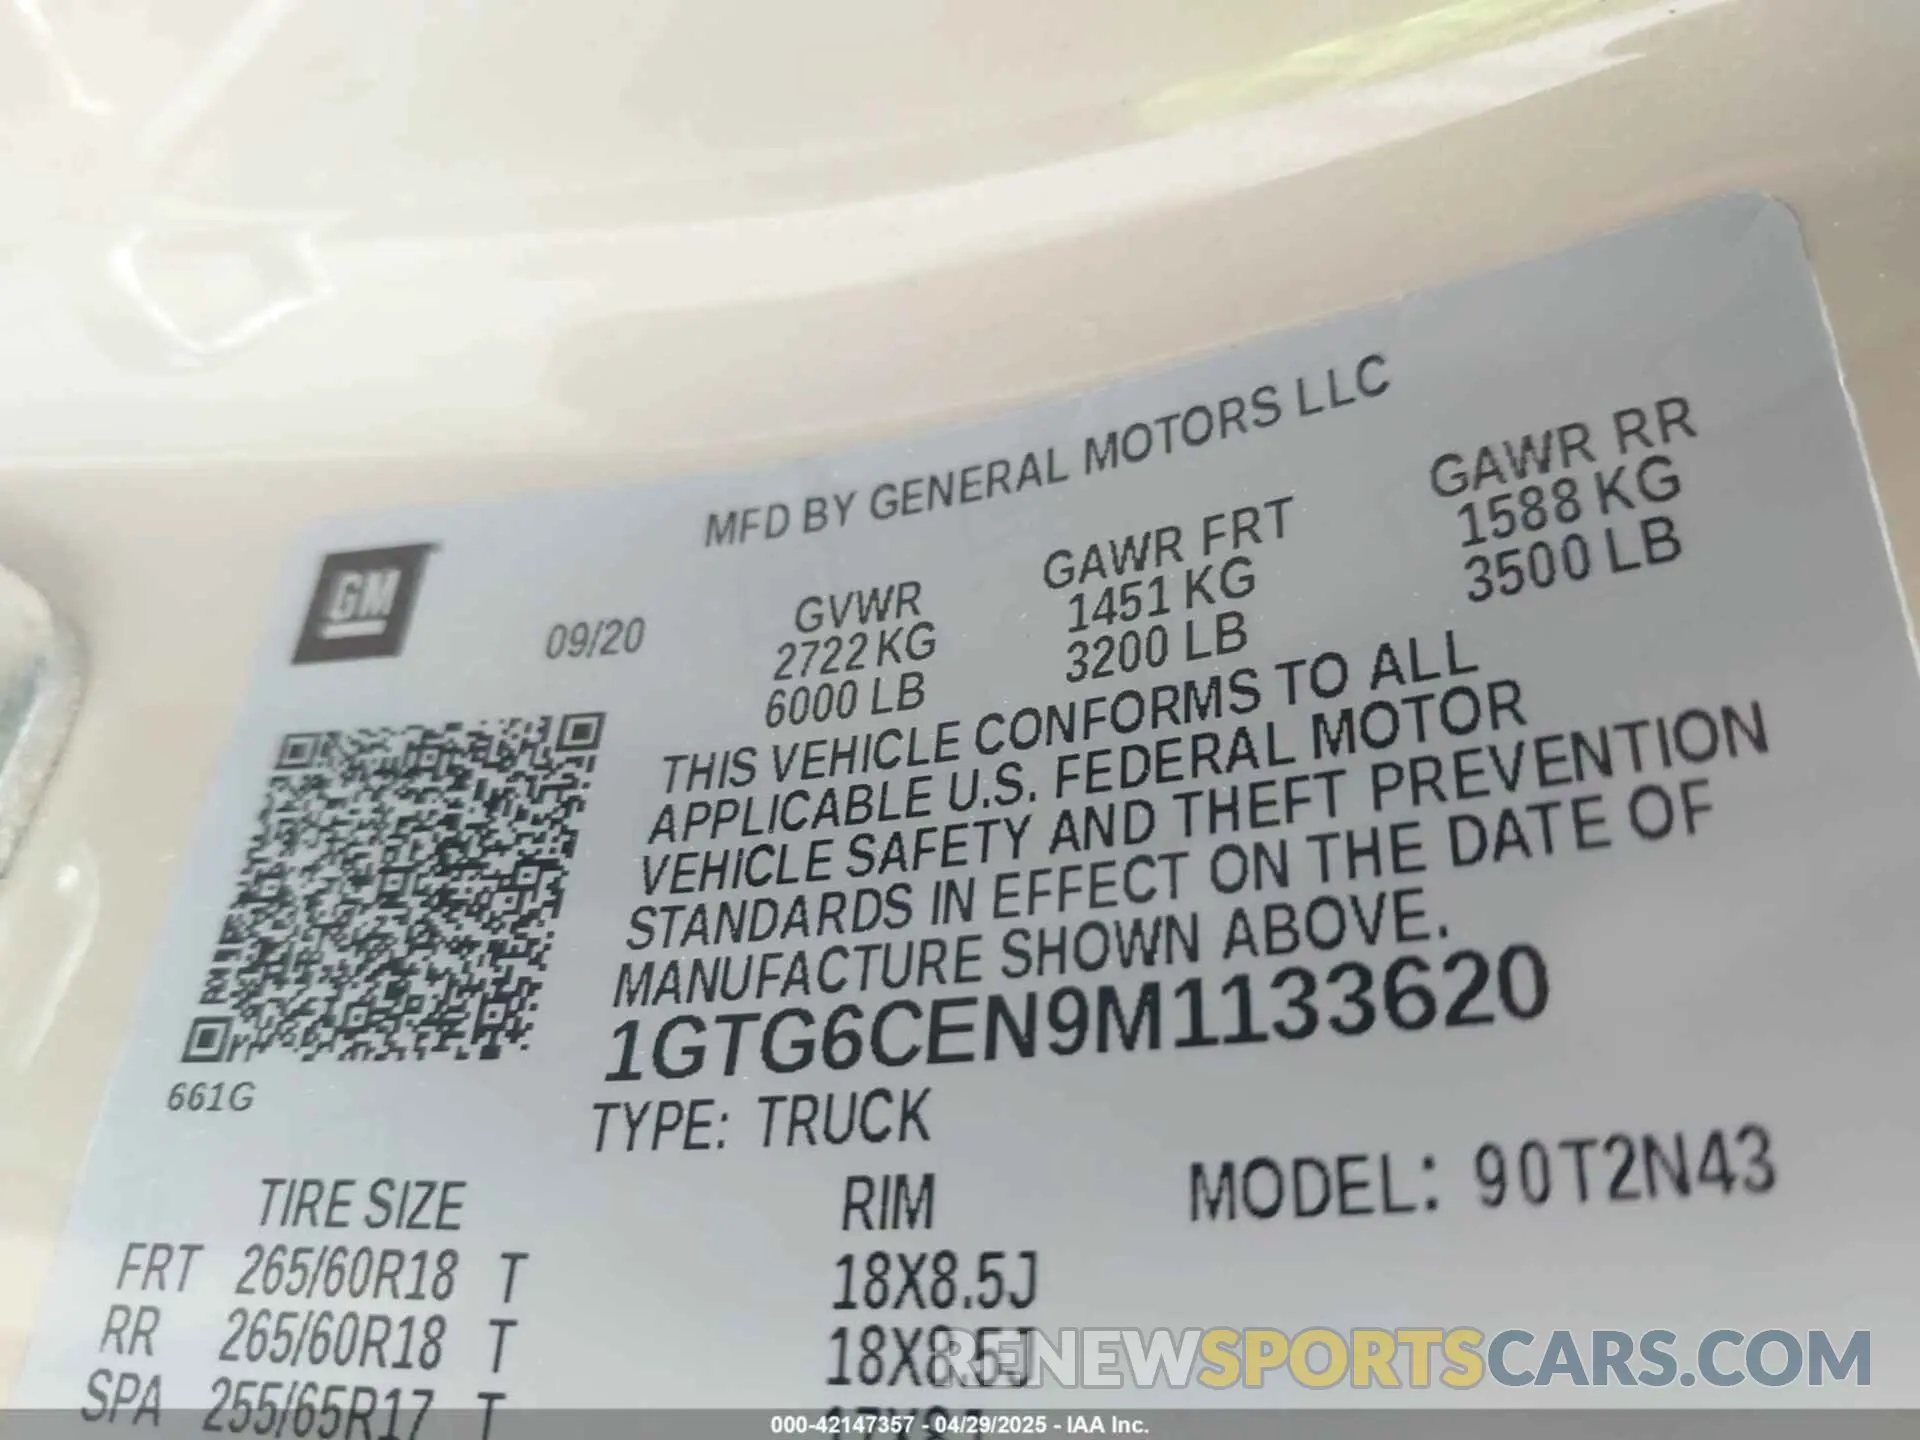 MFD BY GENERAL MOTORS LLC
GM
09/20
GVWR
2722 KG
6000 LB
GAWR FRT
1451 KG
3200 LB
GAWR RR
1588 KG
3500 LB
THIS VEHICLE CONFORMS TO ALL
APPLICABLE U.S. FEDERAL MOTOR
VEHICLE SAFETY AND THEFT PREVENTION
STANDARDS IN EFFECT ON THE DATE OF
MANUFACTURE SHOWN ABOVE.
1GTG6CEN9M1133620
661G
TYPE: TRUCK
MODEL: 90T2N43
TIRE SIZE RIM
FRT 265/60R18 T 18X8.5J
RR 265/60R18 T 18X8.5J
SPA 255/65R17 T
RENEWSPORTSCARS.COM
000-42147357 - 04/29/2025 - IAA Inc.